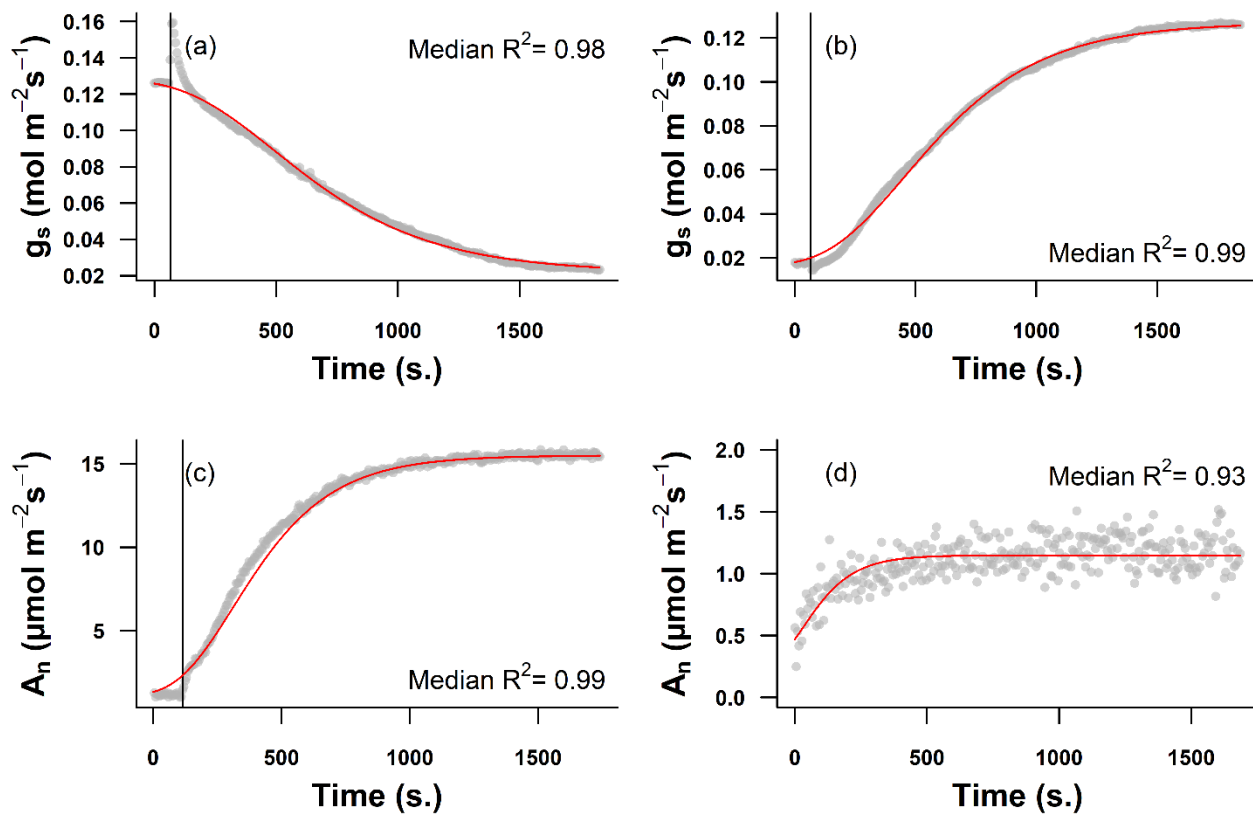 0.16
0.14
0.12
0.10
0.08
0.06
0.04
0.02
gₛ (mol m⁻²s⁻¹)
(a)
Median R²= 0.98
0 500 1000 1500
Time (s.)
0.12
0.10
0.08
0.06
0.04
0.02
gₛ (mol m⁻²s⁻¹)
(b)
Median R²= 0.99
0 500 1000 1500
Time (s.)
15
10
5
Aₙ (µmol m⁻²s⁻¹)
(c)
Median R²= 0.99
0 500 1000 1500
Time (s.)
2.0
1.5
1.0
0.5
0.0
Aₙ (µmol m⁻²s⁻¹)
(d)
Median R²= 0.93
0 500 1000 1500
Time (s.)